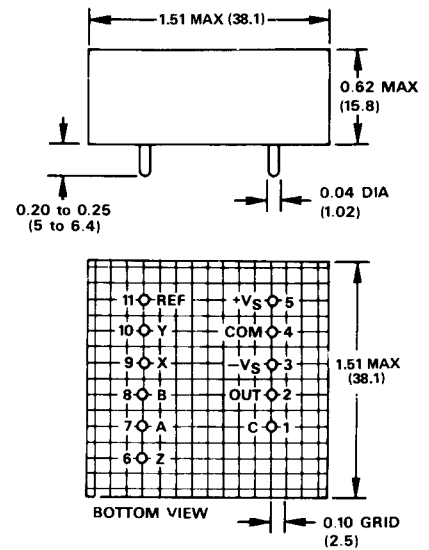 1.51 MAX (38.1)
0.62 MAX
(15.8)
0.20 to 0.25
(5 to 6.4)
0.04 DIA
(1.02)
11 REF
+VS 5
10 Y
COM 4
9 X
−VS 3
8 B
OUT 2
7 A
C 1
6 Z
1.51 MAX
(38.1)
BOTTOM VIEW
0.10 GRID
(2.5)